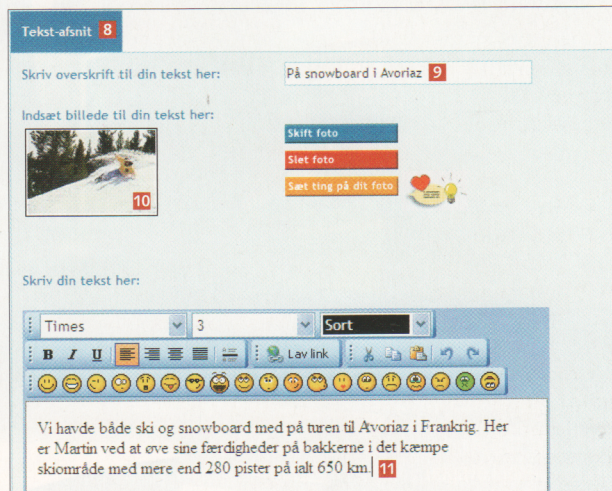 Tekst-afsnit 8
Skriv overskrift til din tekst her:
På snowboard i Avoriaz 9
Indsæt billede til din tekst her:
Skift foto
Slet foto
Sæt ting på dit foto
10
Skriv din tekst her:
Times 3 Sort
B I U Lav link
Vi havde både ski og snowboard med på turen til Avoriaz i Frankrig. Her
er Martin ved at øve sine færdigheder på bakkerne i det kæmpe
skiområde med mere end 280 pister på ialt 650 km. 11